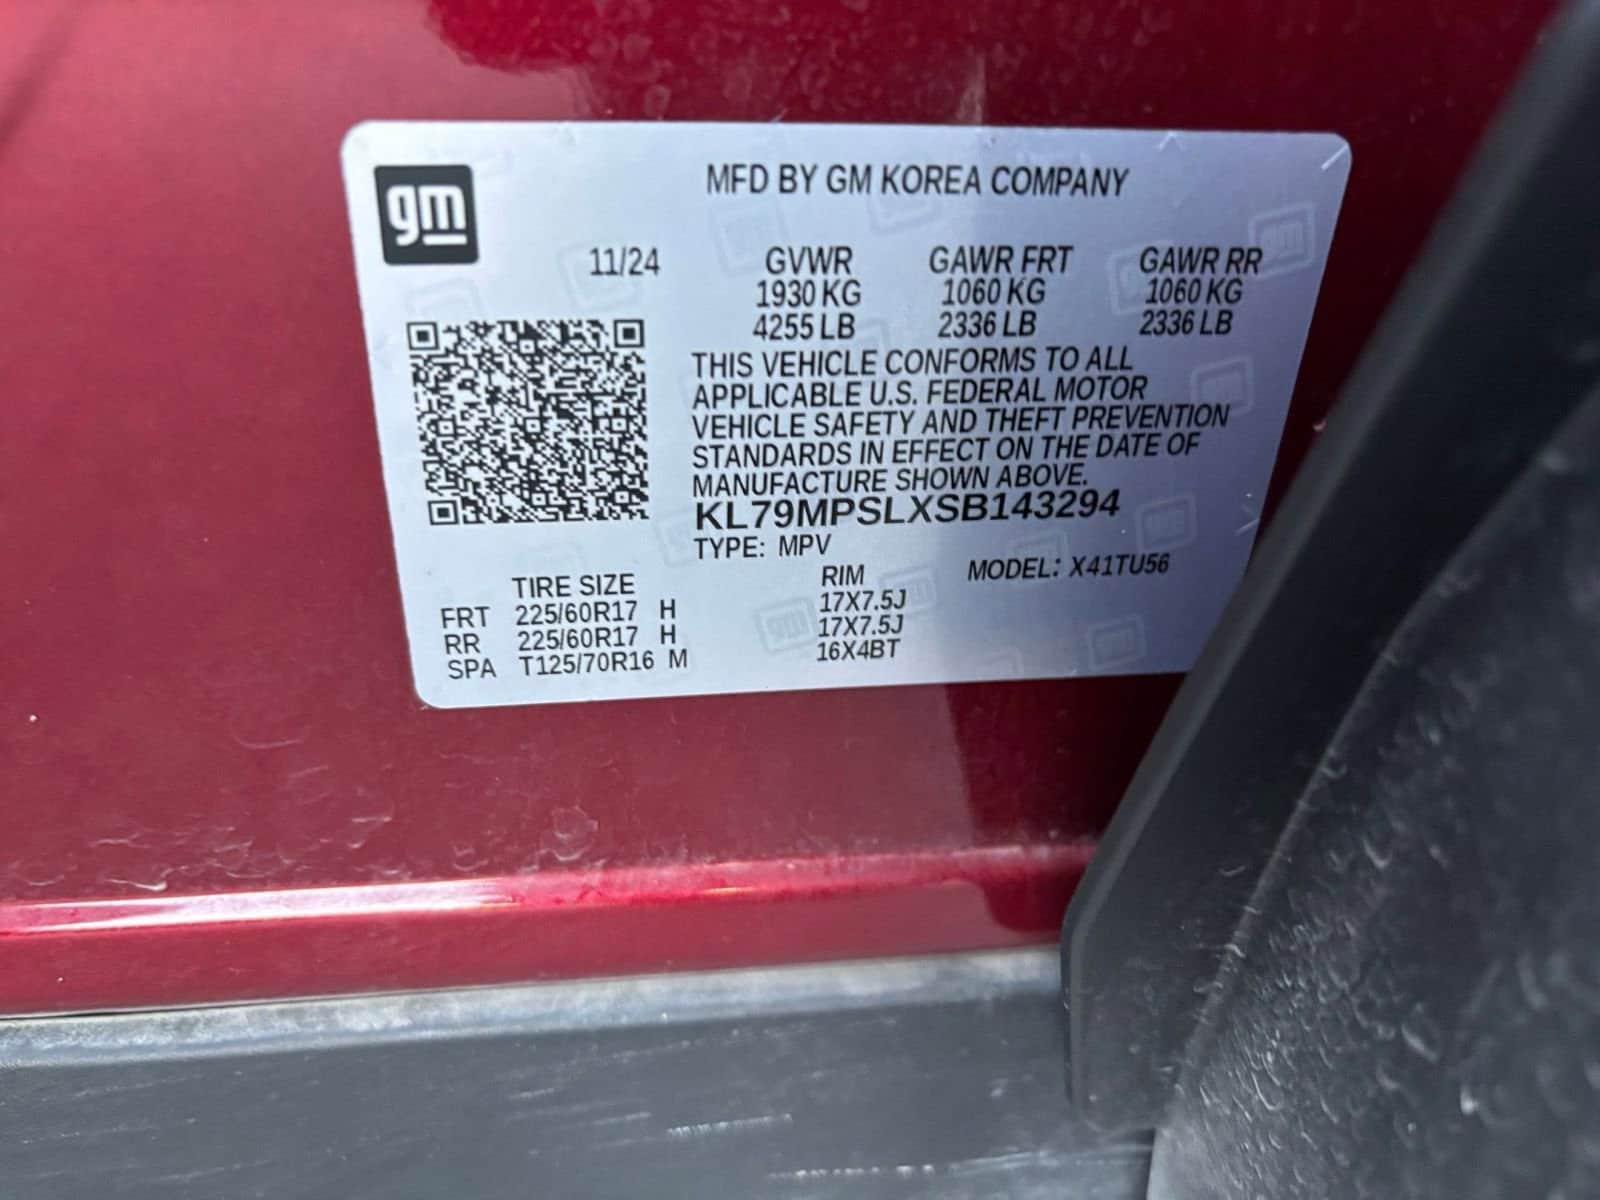 gm
MFD BY GM KOREA COMPANY
11/24 GVWR GAWR FRT GAWR RR
1930 KG 1060 KG 1060 KG
4255 LB 2336 LB 2336 LB
THIS VEHICLE CONFORMS TO ALL
APPLICABLE U.S. FEDERAL MOTOR
VEHICLE SAFETY AND THEFT PREVENTION
STANDARDS IN EFFECT ON THE DATE OF
MANUFACTURE SHOWN ABOVE.
KL79MPSLXSB143294
TYPE: MPV
MODEL: X41TU56
TIRE SIZE RIM
FRT 225/60R17 H 17X7.5J
RR 225/60R17 H 17X7.5J
SPA T125/70R16 M 16X4BT